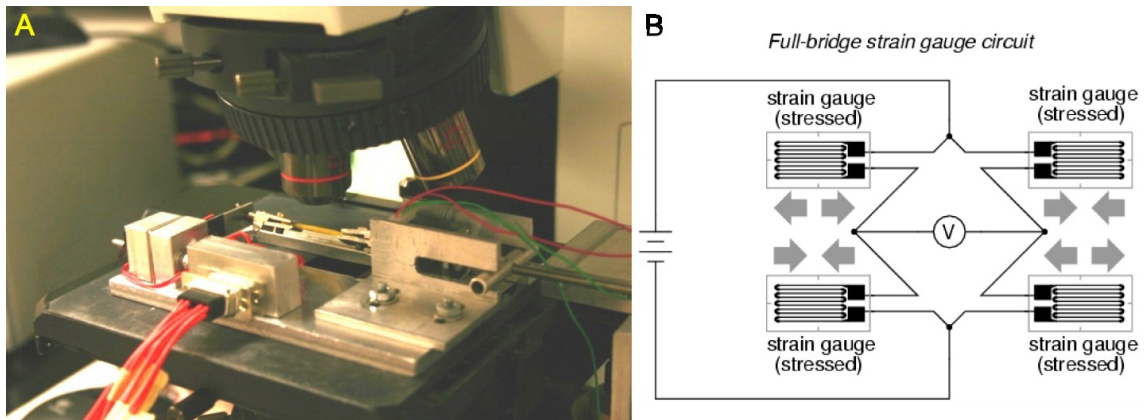 A
B
Full-bridge strain gauge circuit
strain gauge
(stressed)
strain gauge
(stressed)
V
strain gauge
(stressed)
strain gauge
(stressed)